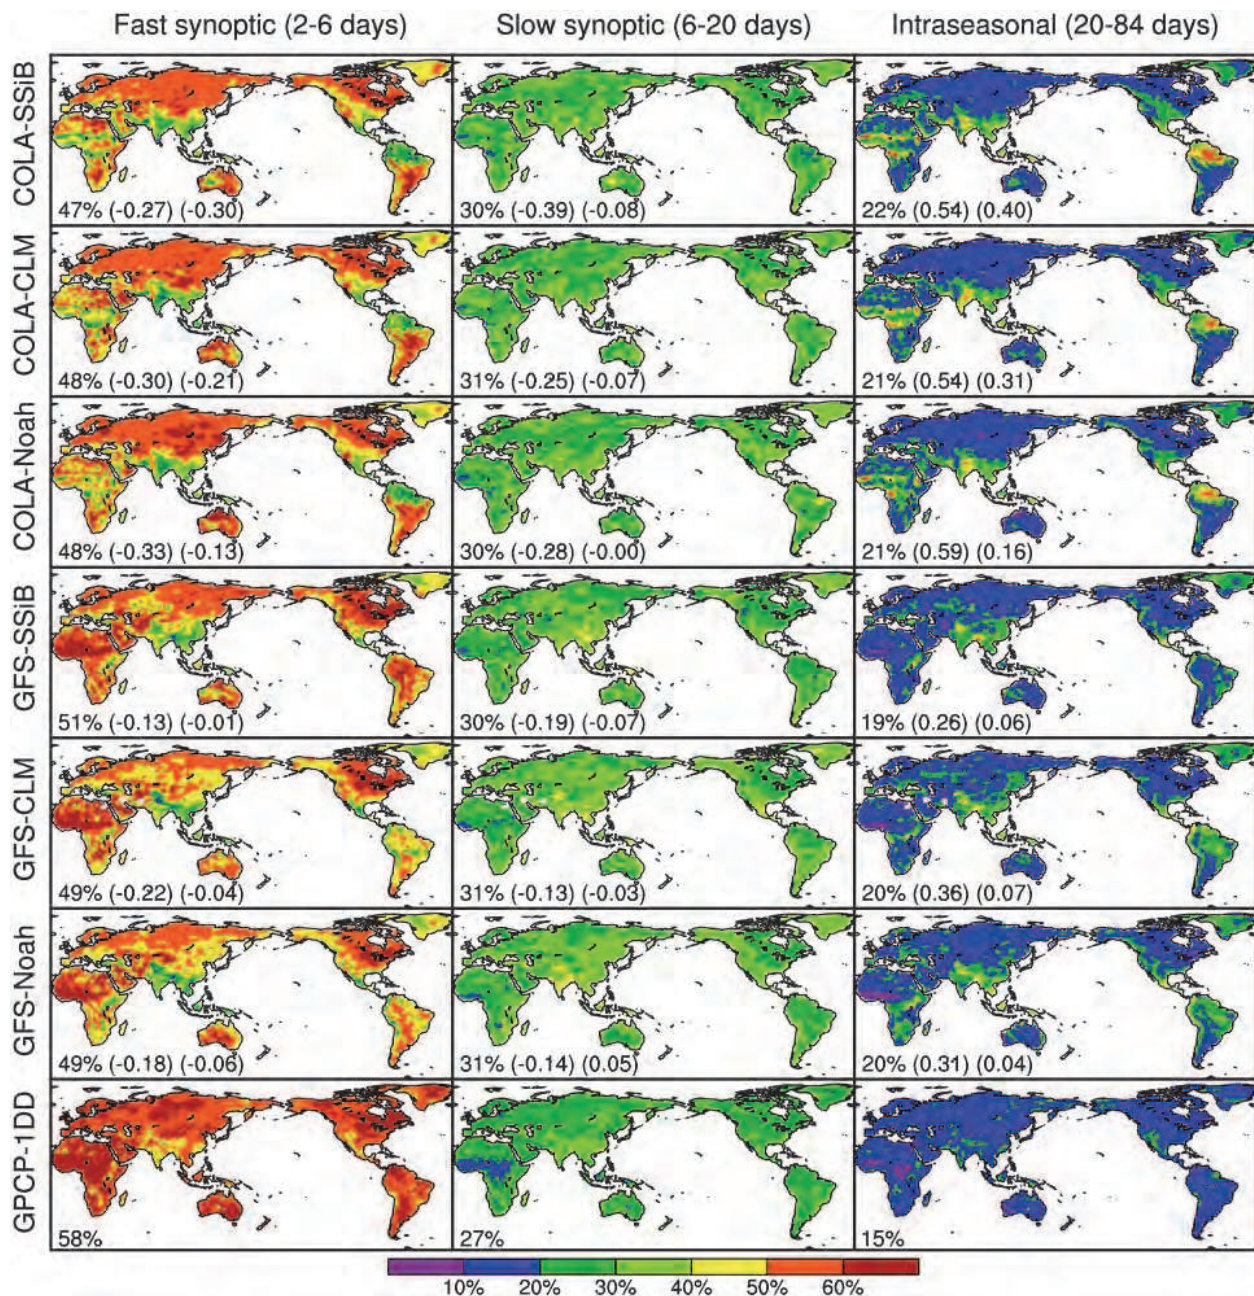 Fast synoptic (2-6 days) Slow synoptic (6-20 days) Intraseasonal (20-84 days)
COLA-SSiB
47% (-0.27) (-0.30) 30% (-0.39) (-0.08) 22% (0.54) (0.40)
COLA-CLM
48% (-0.30) (-0.21) 31% (-0.25) (-0.07) 21% (0.54) (0.31)
COLA-Noah
48% (-0.33) (-0.13) 30% (-0.28) (-0.00) 21% (0.59) (0.16)
GFS-SSiB
51% (-0.13) (-0.01) 30% (-0.19) (-0.07) 19% (0.26) (0.06)
GFS-CLM
49% (-0.22) (-0.04) 31% (-0.13) (-0.03) 20% (0.36) (0.07)
GFS-Noah
49% (-0.18) (-0.06) 31% (-0.14) (0.05) 20% (0.31) (0.04)
GPCP-1DD
58% 27% 15%
10% 20% 30% 40% 50% 60%